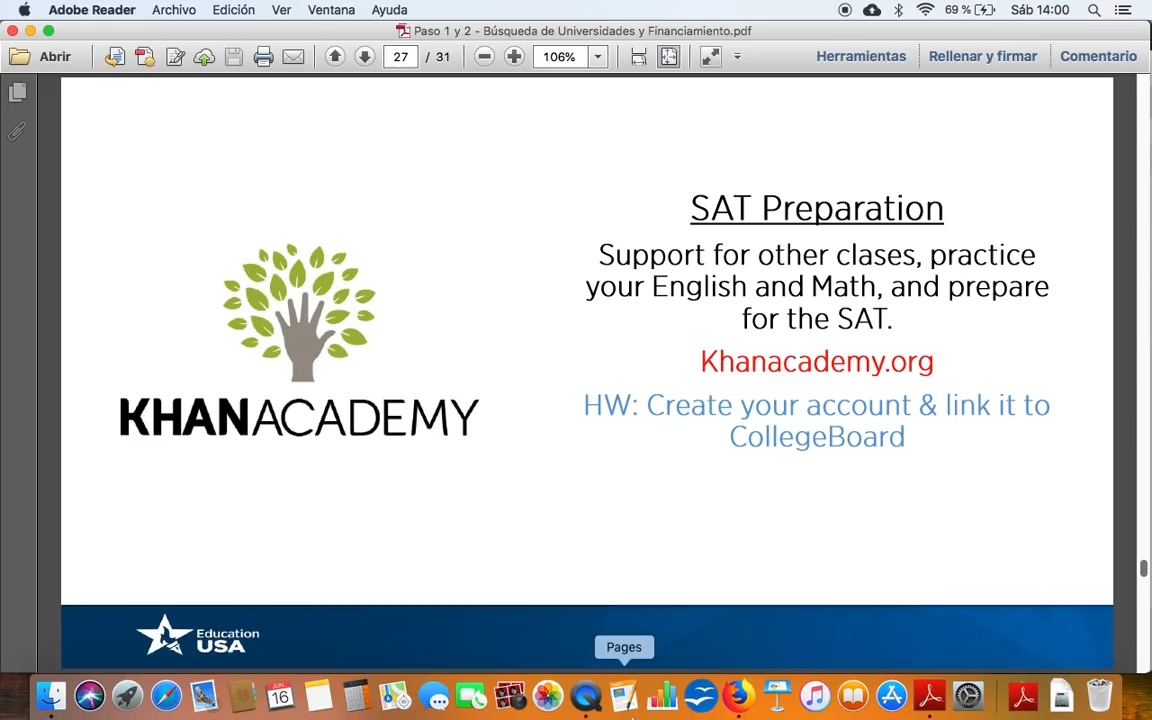 Adobe Reader Archivo Edición Ver Ventana Ayuda 69 % Sáb 14:00
Paso 1 y 2 - Búsqueda de Universidades y Financiamiento.pdf
Abrir 27 / 31 106% Herramientas Rellenar y firmar Comentario
SAT Preparation
Support for other clases, practice
your English and Math, and prepare
for the SAT.
Khanacademy.org
HW: Create your account & link it to
CollegeBoard
KHANACADEMY
Education
USA
Pages
JUN
16